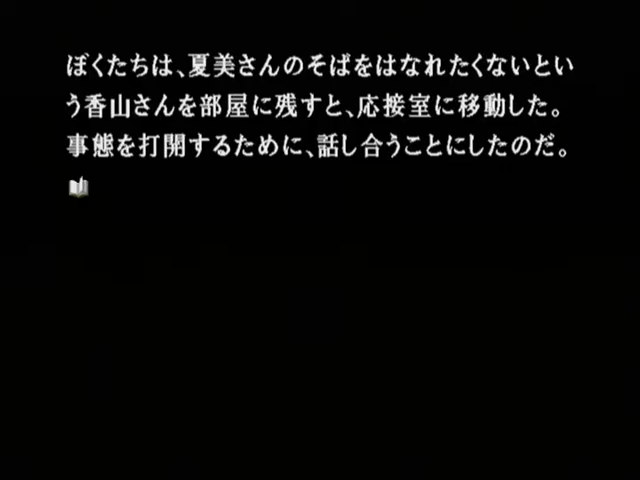 ぼくたちは、夏美さんのそばをはなれたくないとい
う香山さんを部屋に残すと、応接室に移動した。
事態を打開するために、話し合うことにしたのだ。